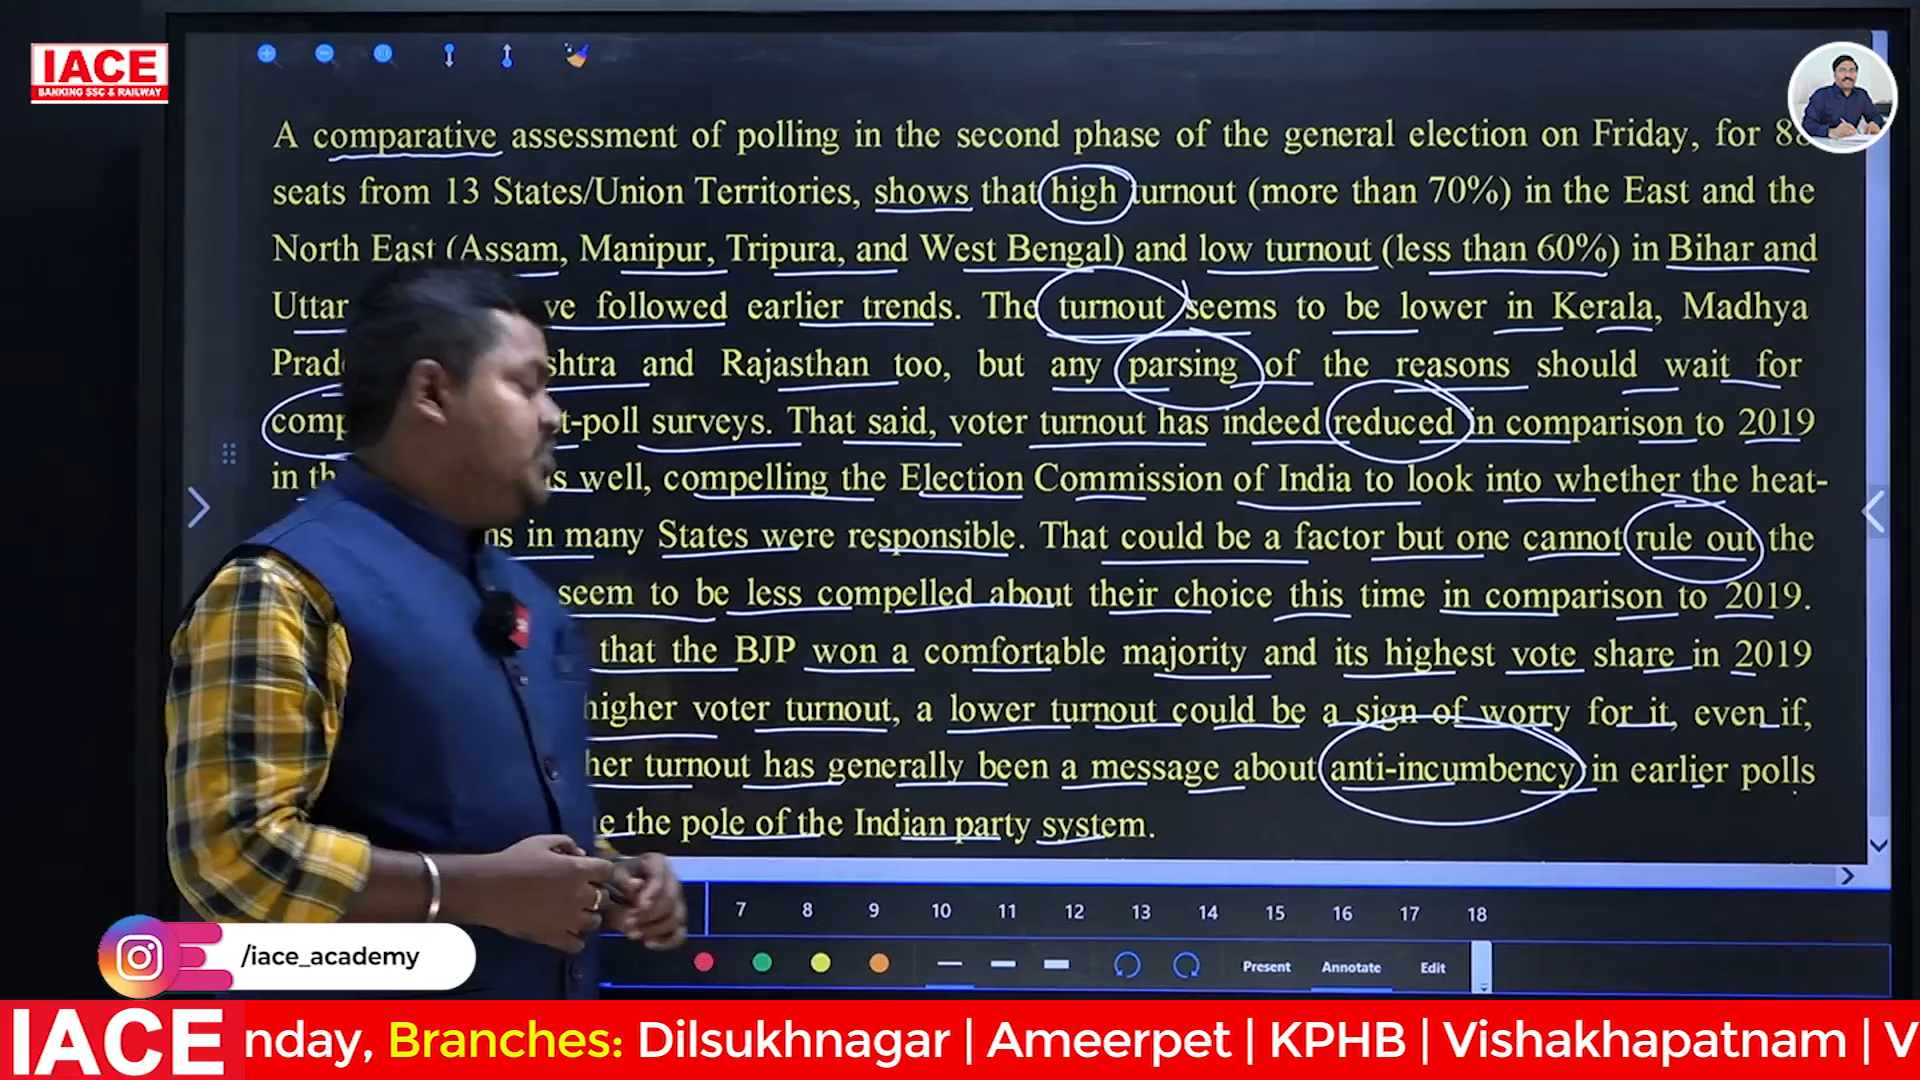 IACE
BANKING SSC & RAILWAY
A comparative assessment of polling in the second phase of the general election on Friday, for
seats from 13 States/Union Territories, shows that high turnout (more than 70%) in the East and the
North East (Assam, Manipur, Tripura, and West Bengal) and low turnout (less than 60%) in Bihar and
Uttar followed earlier trends. The turnout seems to be lower in Kerala, Madhya
and Rajasthan too, but any parsing of the reasons should wait for
surveys. That said, voter turnout has indeed reduced in comparison to 2019
in well, compelling the Election Commission of India to look into whether the heat-
in many States were responsible. That could be a factor but one cannot rule out the
seem to be less compelled about their choice this time in comparison to 2019.
that the BJP won a comfortable majority and its highest vote share in 2019
higher voter turnout, a lower turnout could be a sign of worry for it, even if,
turnout has generally been a message about anti-incumbency in earlier polls
the pole of the Indian party system.
7 8 9 10 11 12 13 14 15 16 17 18
Present Annotate Edit
/iace_academy
IACE nday, Branches: Dilsukhnagar | Ameerpet | KPHB | Vishakhapatnam | V